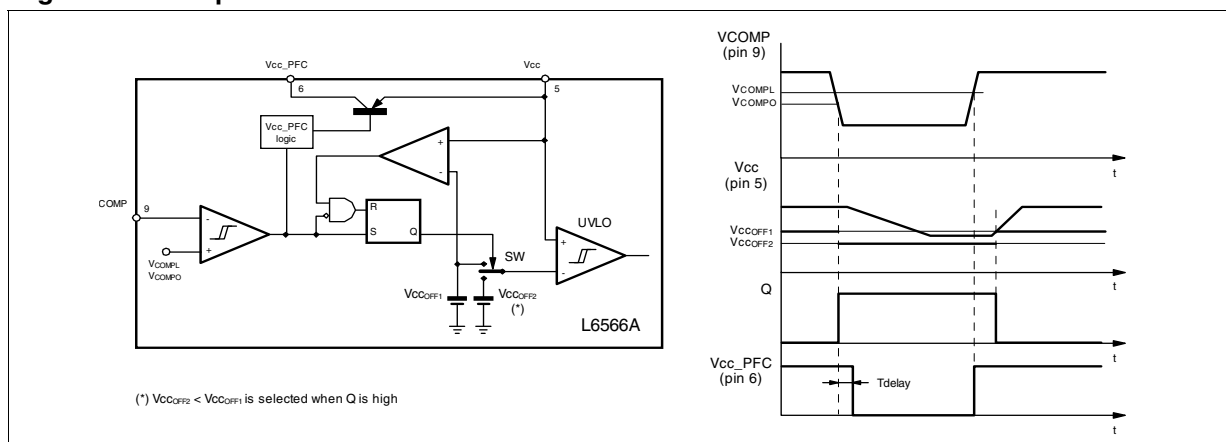 Vcc_PFC
Vcc
6
5
Vcc_PFC
logic
COMP
9
VCOMPL
VCOMPO
+
-
R
S
Q
UVLO
SW
VccOFF1
VccOFF2
(*)
L6566A
(*) VccOFF2 < VccOFF1 is selected when Q is high
VCOMP
(pin 9)
VCOMPL
VCOMPO
t
Vcc
(pin 5)
VccOFF1
VccOFF2
t
Q
t
Vcc_PFC
(pin 6)
Tdelay
t